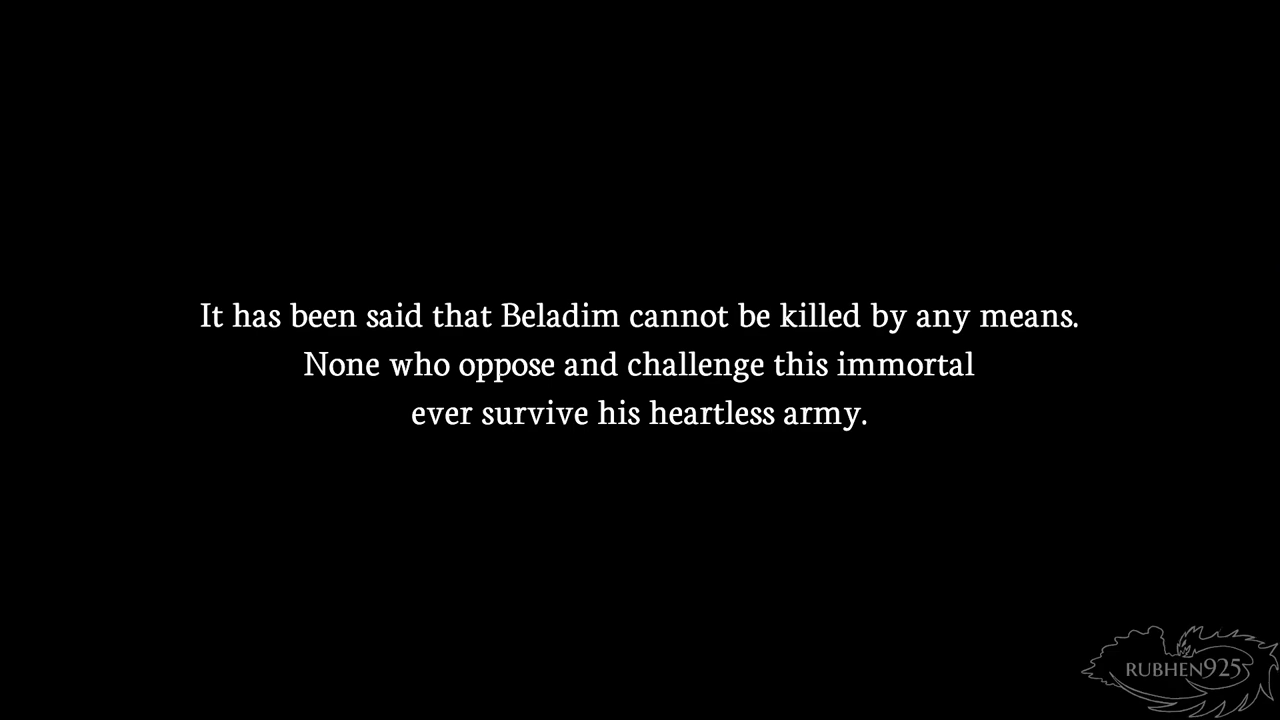 It has been said that Beladim cannot be killed by any means.
None who oppose and challenge this immortal
ever survive his heartless army.
RUBHEN925